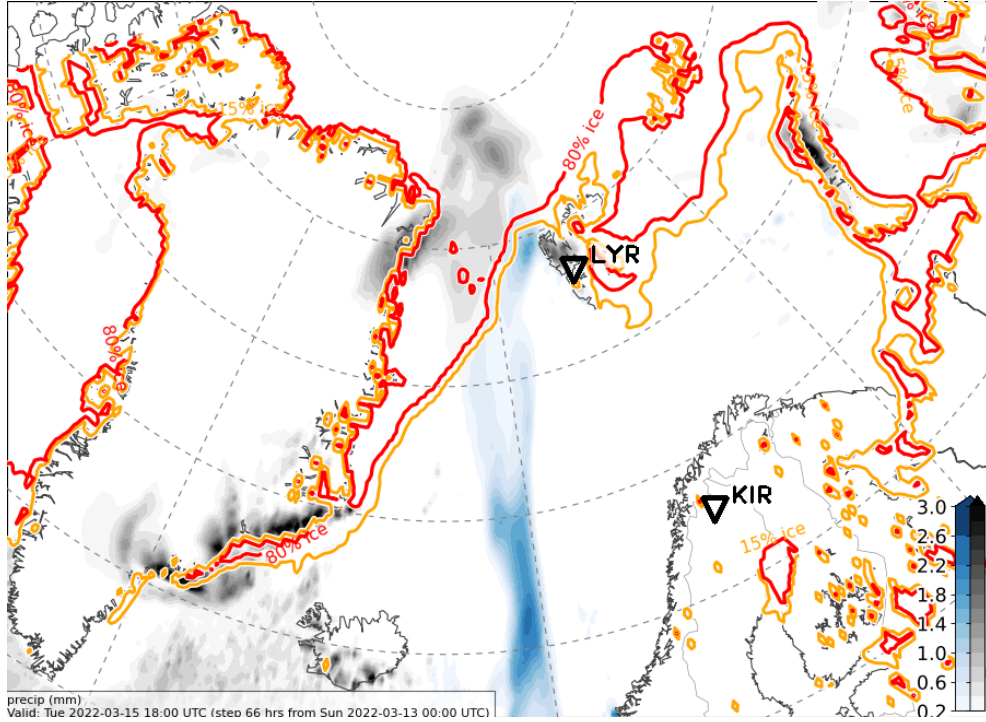 80% ice
15% ice
5% ice
80% ice
LYR
80% ice
KIR
15% ice
80% ice
3.0
2.6
2.2
1.8
1.4
1.0
0.6
0.2
precip (mm)
Valid: Tue 2022-03-15 18:00 UTC (step 66 hrs from Sun 2022-03-13 00:00 UTC)